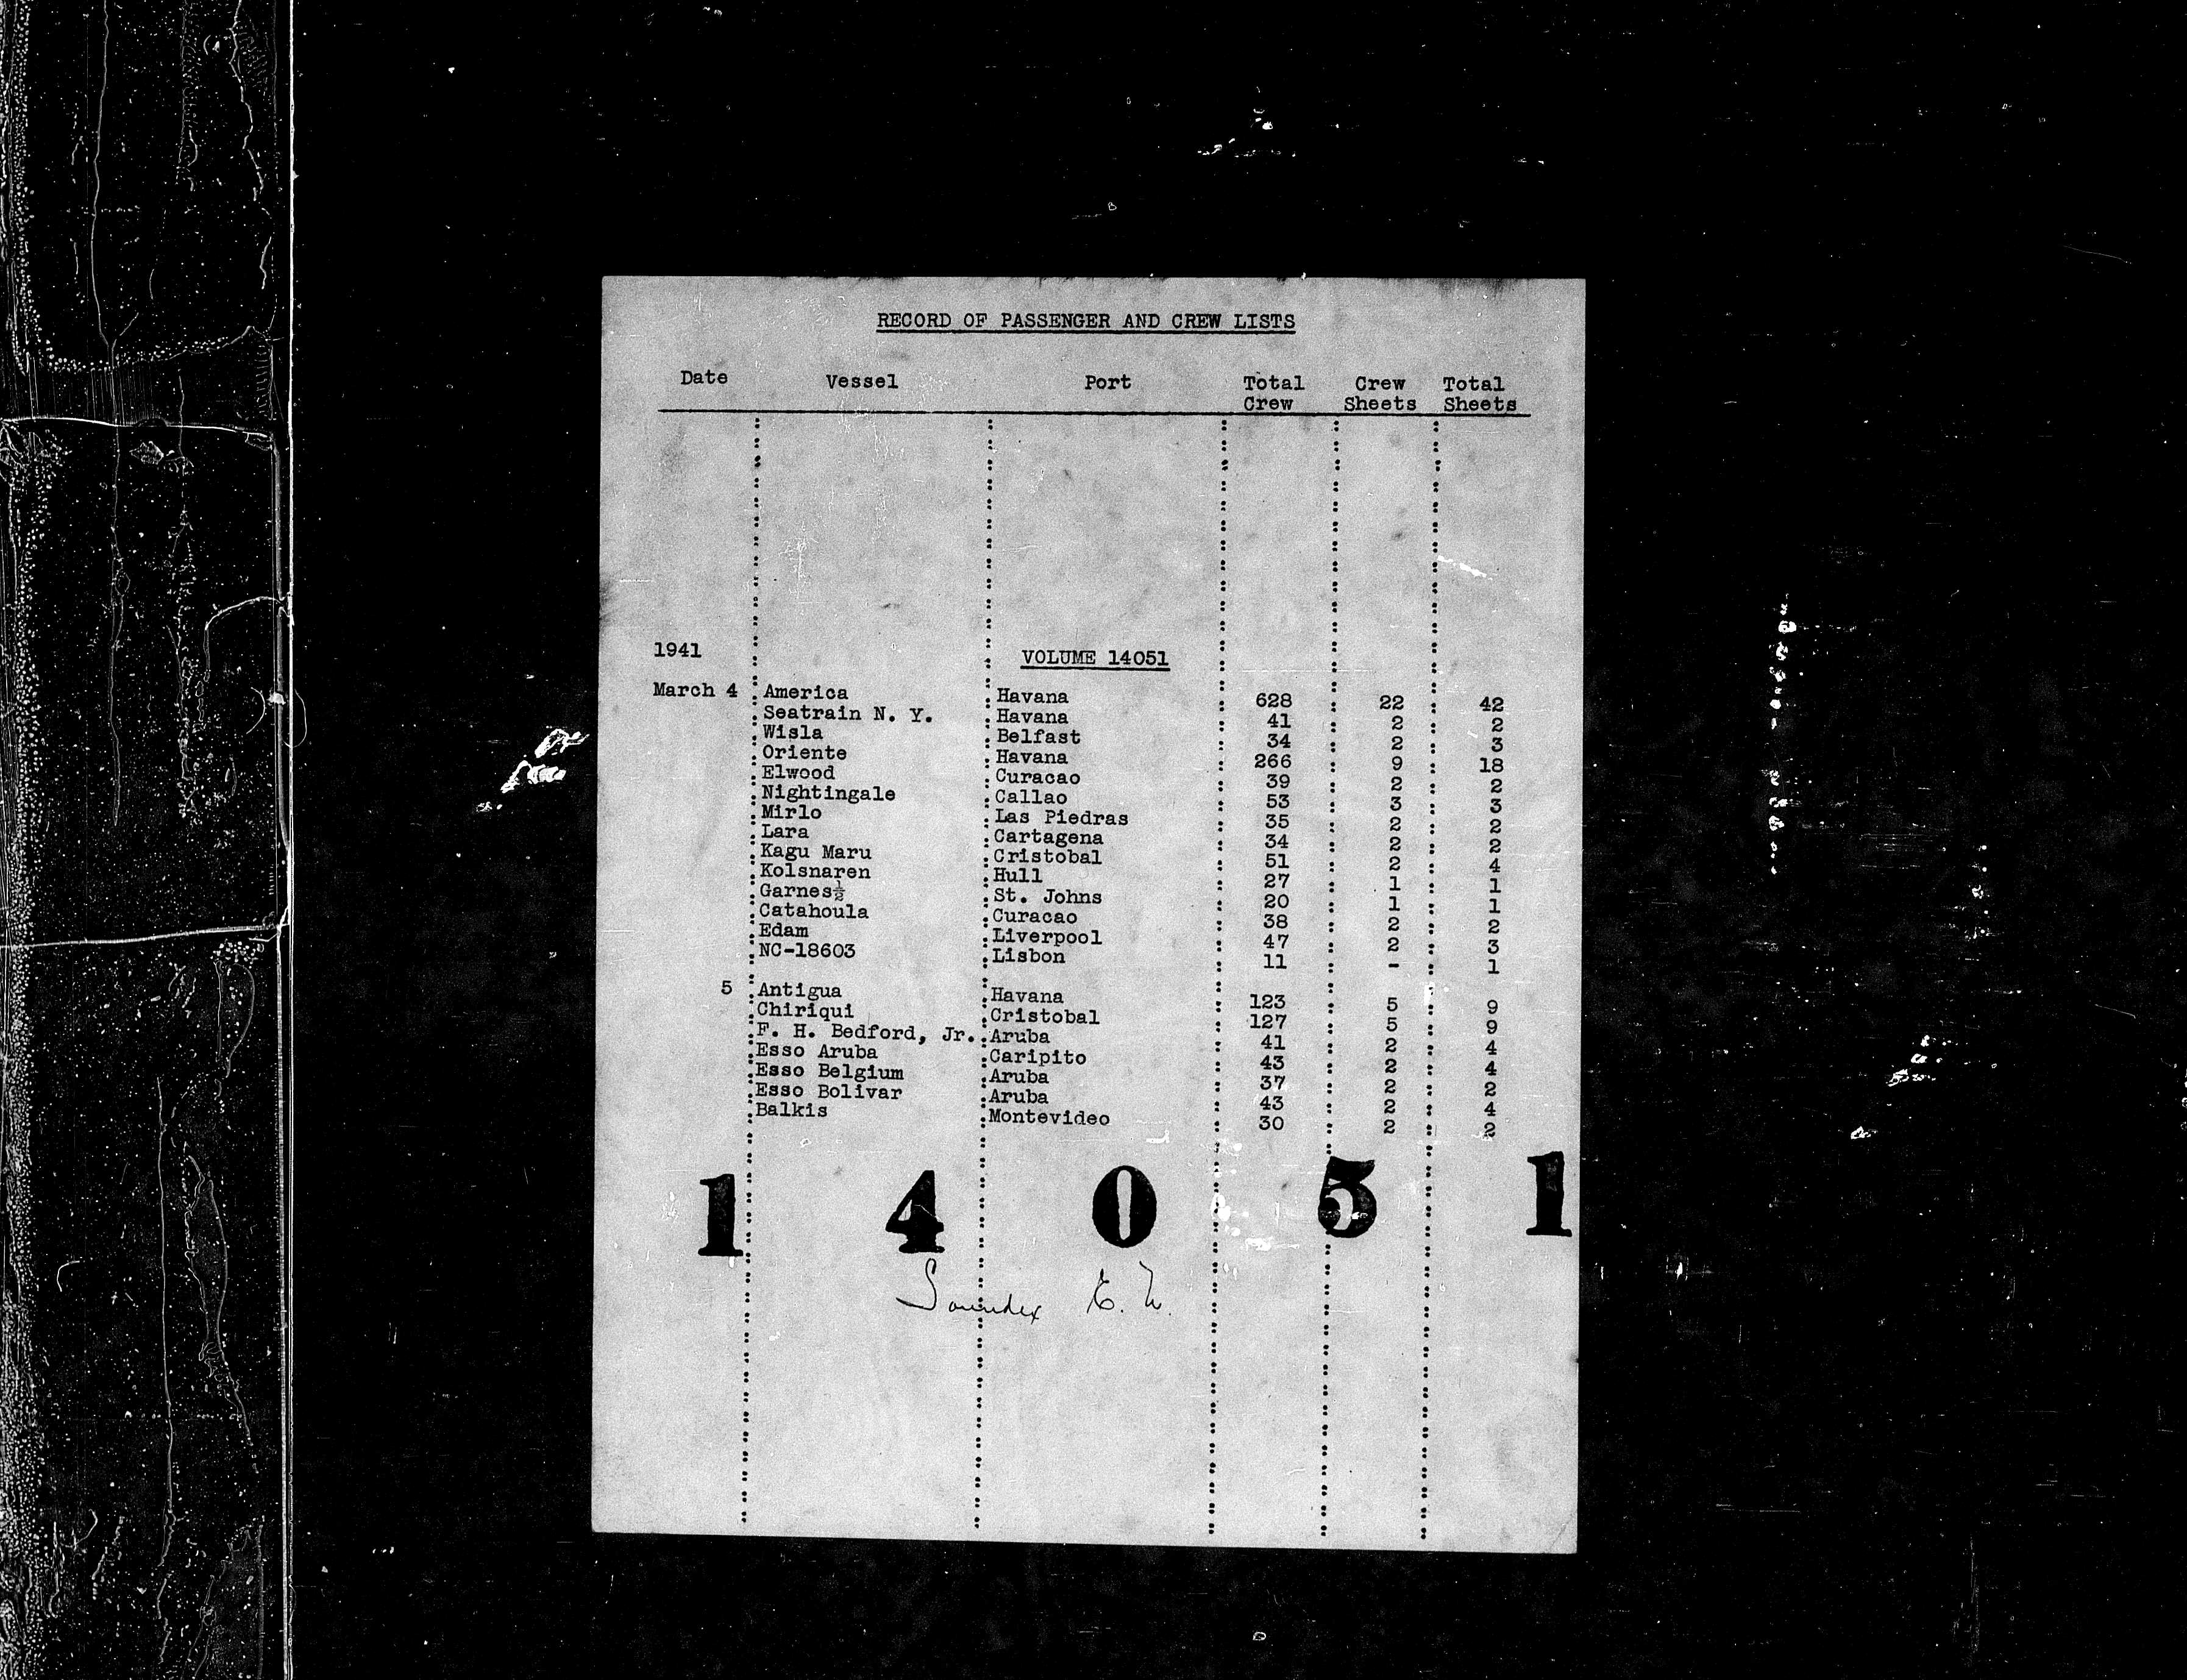 RECORD OF PASSENGER AND CREW LISTS
Date Vessel Port Total Crew Crew Sheets Total Sheets
1941 VOLUME 14051
March 4 America Havana 628 22 42
Seatrain N. Y. Havana 41 2 2
Wisla Belfast 34 2 3
Oriente Havana 266 9 18
Elwood Curacao 39 2 2
Nightingale Callao 53 3 3
Mirlo Las Piedras 35 2 2
Lara Cartagena 34 2 2
Kagu Maru Cristobal 51 2 4
Kolsnaren Hull 27 1 1
Garnes½ St. Johns 20 1 1
Catahoula Curacao 38 2 2
Edam Liverpool 47 2 3
NC-18603 Lisbon 11 - 1
5 Antigua Havana 123 5 9
Chiriqui Cristobal 127 5 9
F. H. Bedford, Jr. Aruba 41 2 4
Esso Aruba Caripito 43 2 4
Esso Belgium Aruba 37 2 2
Esso Bolivar Aruba 43 2 4
Balkis Montevideo 30 2 2
1 4 0 5 1
Soundex